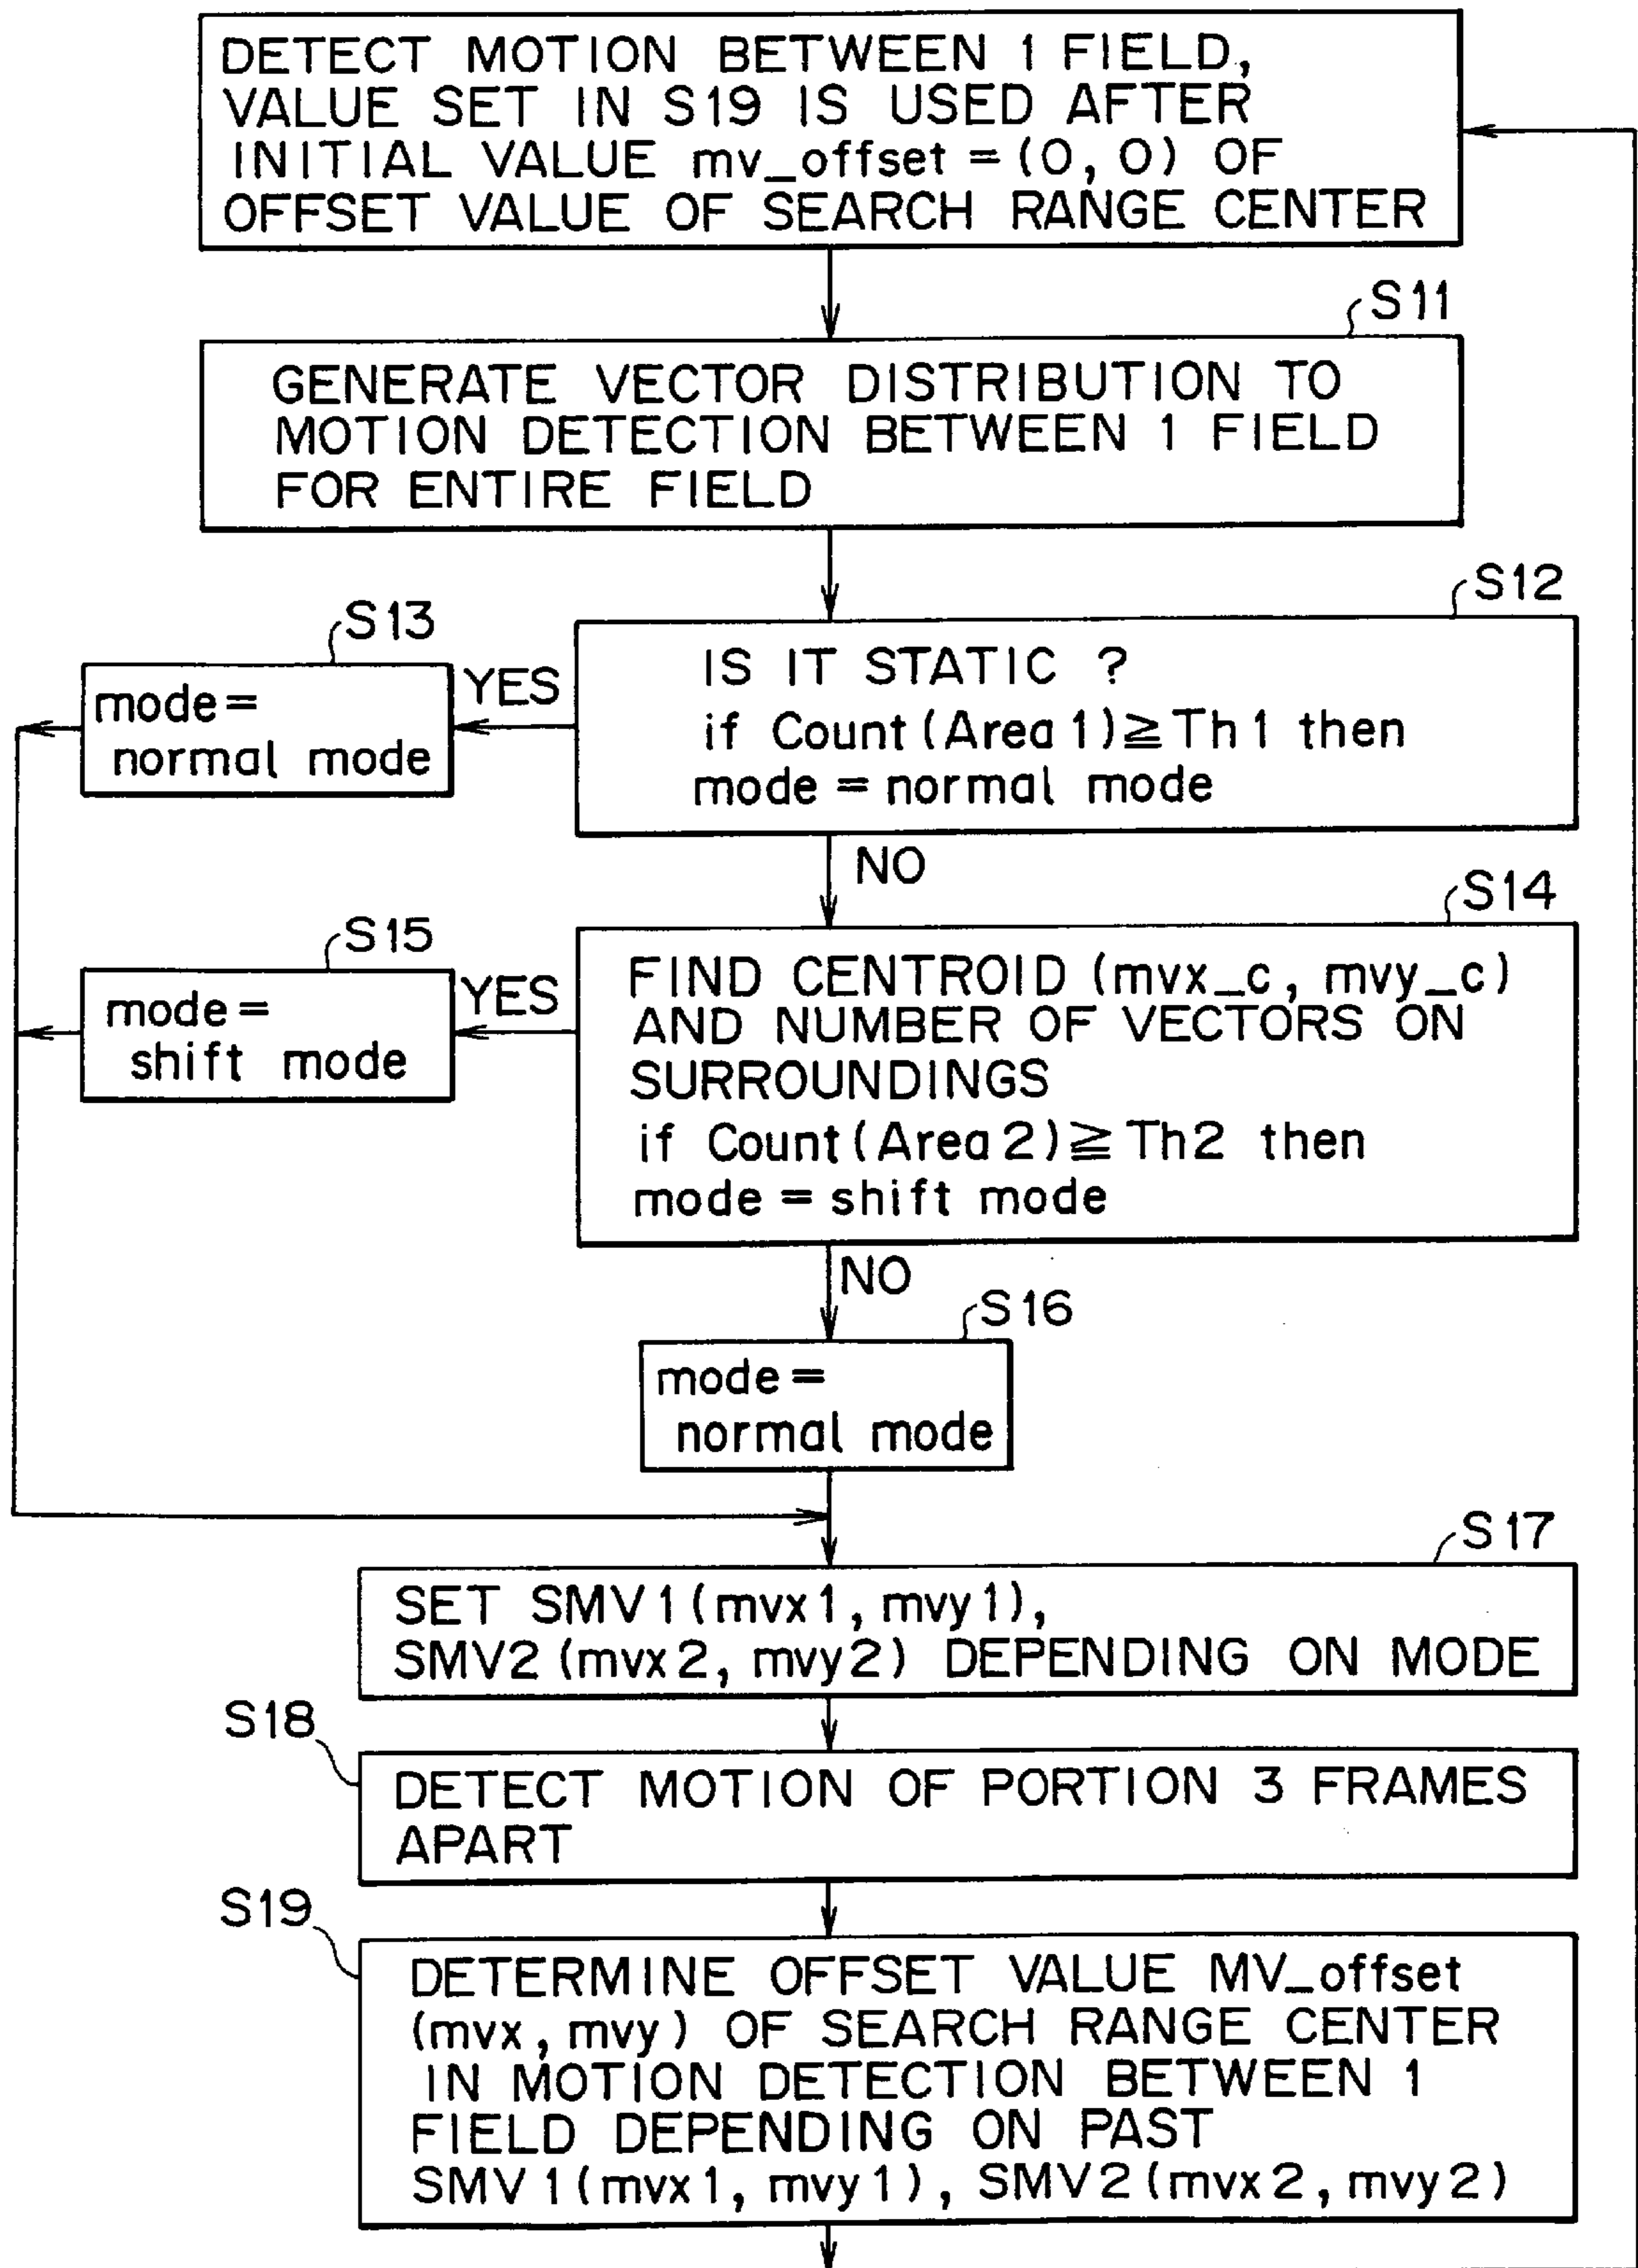 DETECT MOTION BETWEEN 1 FIELD,
VALUE SET IN S19 IS USED AFTER
INITIAL VALUE mv_offset = (0, 0) OF
OFFSET VALUE OF SEARCH RANGE CENTER
S11
GENERATE VECTOR DISTRIBUTION TO
MOTION DETECTION BETWEEN 1 FIELD
FOR ENTIRE FIELD
S12
IS IT STATIC ?
if Count (Area 1) ≧ Th 1 then
mode = normal mode
S13
YES
mode =
normal mode
NO
S14
FIND CENTROID (mvx_c, mvy_c)
AND NUMBER OF VECTORS ON
SURROUNDINGS
if Count (Area 2) ≧ Th2 then
mode = shift mode
S15
YES
mode =
shift mode
NO
S16
mode =
normal mode
S17
SET SMV1 (mvx1, mvy1),
SMV2 (mvx2, mvy2) DEPENDING ON MODE
S18
DETECT MOTION OF PORTION 3 FRAMES
APART
S19
DETERMINE OFFSET VALUE MV_offset
(mvx, mvy) OF SEARCH RANGE CENTER
IN MOTION DETECTION BETWEEN 1
FIELD DEPENDING ON PAST
SMV1 (mvx1, mvy1), SMV2 (mvx2, mvy2)